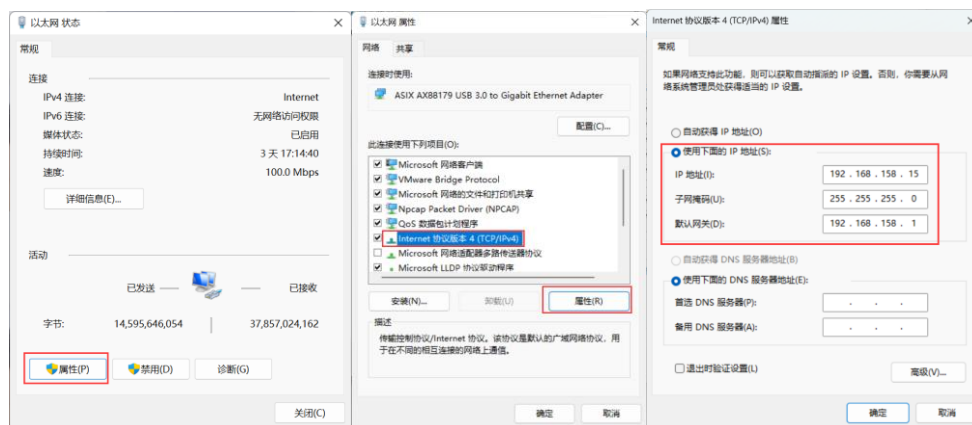 以太网 状态
常规
连接
IPv4 连接: Internet
IPv6 连接: 无网络访问权限
媒体状态: 已启用
持续时间: 3 天 17:14:40
速度: 100.0 Mbps
详细信息(E)...
活动
已发送 — — 已接收
字节: 14,595,646,054 37,857,024,162
属性(P) 禁用(D) 诊断(G)
关闭(C)
以太网 属性
网络 共享
连接时使用:
ASIX AX88179 USB 3.0 to Gigabit Ethernet Adapter
配置(C)...
此连接使用下列项目(O):
Microsoft 网络客户端
VMware Bridge Protocol
Microsoft 网络的文件和打印机共享
Npcap Packet Driver (NPCAP)
QoS 数据包计划程序
Internet 协议版本 4 (TCP/IPv4)
Microsoft 网络适配器多路传送器协议
Microsoft LLDP 协议驱动程序
安装(N)... 卸载(U) 属性(R)
描述
传输控制协议/Internet 协议。该协议是默认的广域网络协议，用
于在不同的相互连接的网络上通信。
确定 取消
Internet 协议版本 4 (TCP/IPv4) 属性
常规
如果网络支持此功能，则可以获取自动指派的 IP 设置。否则，你需要从网
络系统管理员处获得适当的 IP 设置。
自动获得 IP 地址(O)
使用下面的 IP 地址(S):
IP 地址(I): 192 . 168 . 158 . 15
子网掩码(U): 255 . 255 . 255 . 0
默认网关(D): 192 . 168 . 158 . 1
自动获得 DNS 服务器地址(B)
使用下面的 DNS 服务器地址(E):
首选 DNS 服务器(P): . . .
备用 DNS 服务器(A): . . .
退出时验证设置(L)
高级(V)...
确定 取消